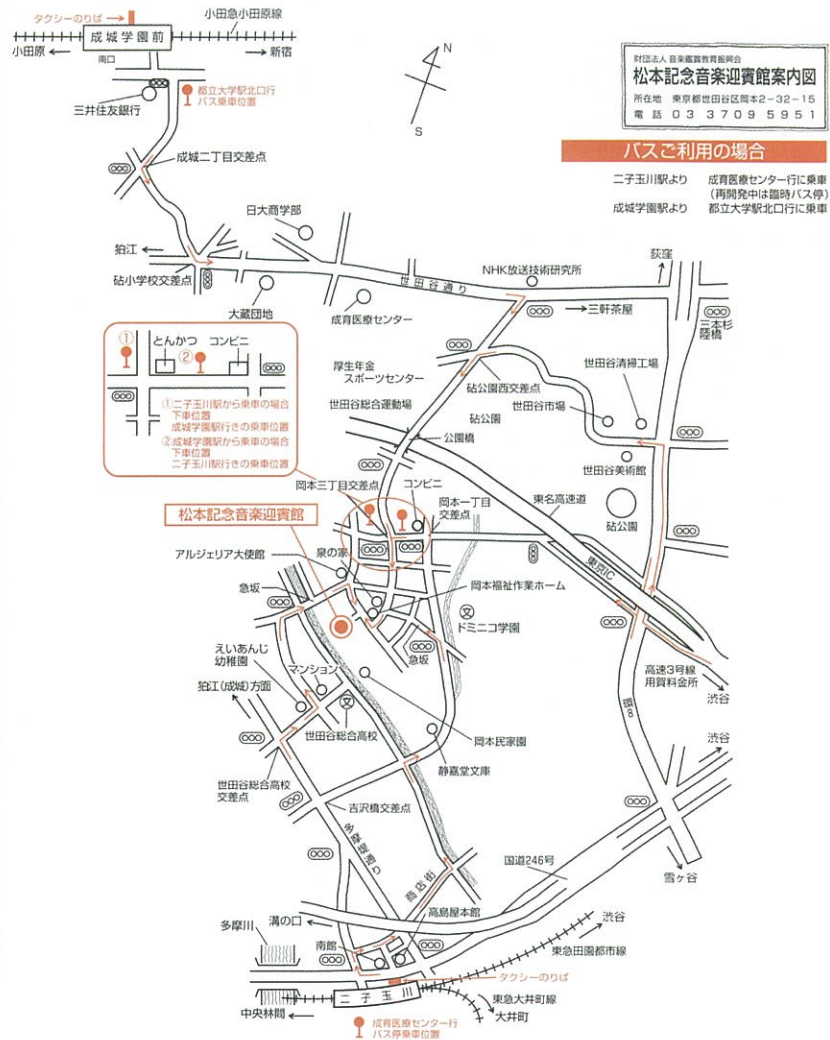 タクシーのりば
小田急小田原線
小田原
成城学園前
新宿
南口
三井住友銀行
都立大学駅北口行
バス乗車位置
N
S
財団法人 音楽鑑賞教育振興会
松本記念音楽迎賓館案内図
所在地 東京都世田谷区岡本2-32-15
電話 03 3709 5951
バスご利用の場合
二子玉川駅より 成育医療センター行に乗車
(再開発中は臨時バス停)
成城学園駅より 都立大学駅北口行に乗車
成城二丁目交差点
日大商学部
狛江
砧小学校交差点
世田谷通り
NHK放送技術研究所
荻窪
大蔵団地
成育医療センター
三軒茶屋
三本杉
陸橋
①
とんかつ
②
コンビニ
①二子玉川駅から乗車の場合
下車位置
成城学園駅行きの乗車位置
②成城学園駅から乗車の場合
下車位置
二子玉川駅行きの乗車位置
厚生年金
スポーツセンター
世田谷総合運動場
砧公園西交差点
砧公園
世田谷清掃工場
世田谷市場
公園橋
世田谷美術館
東名高速道
砧公園
岡本三丁目交差点
コンビニ
岡本一丁目
交差点
松本記念音楽迎賓館
アルジェリア大使館
泉の家
東京IC
岡本福祉作業ホーム
急坂
文
ドミニコ学園
急坂
えいあんじ
幼稚園
マンション
狛江(成城)方面
文
世田谷総合高校
岡本民家園
高速3号線
用賀料金所
渋谷
環8
静嘉堂文庫
渋谷
世田谷総合高校
交差点
吉沢橋交差点
多摩堤通り
商店街
国道246号
雪ヶ谷
多摩川
溝の口
高島屋本館
南館
渋谷
東急田園都市線
タクシーのりば
二子玉川
東急大井町線
大井町
中央林間
成育医療センター行
バス停乗車位置